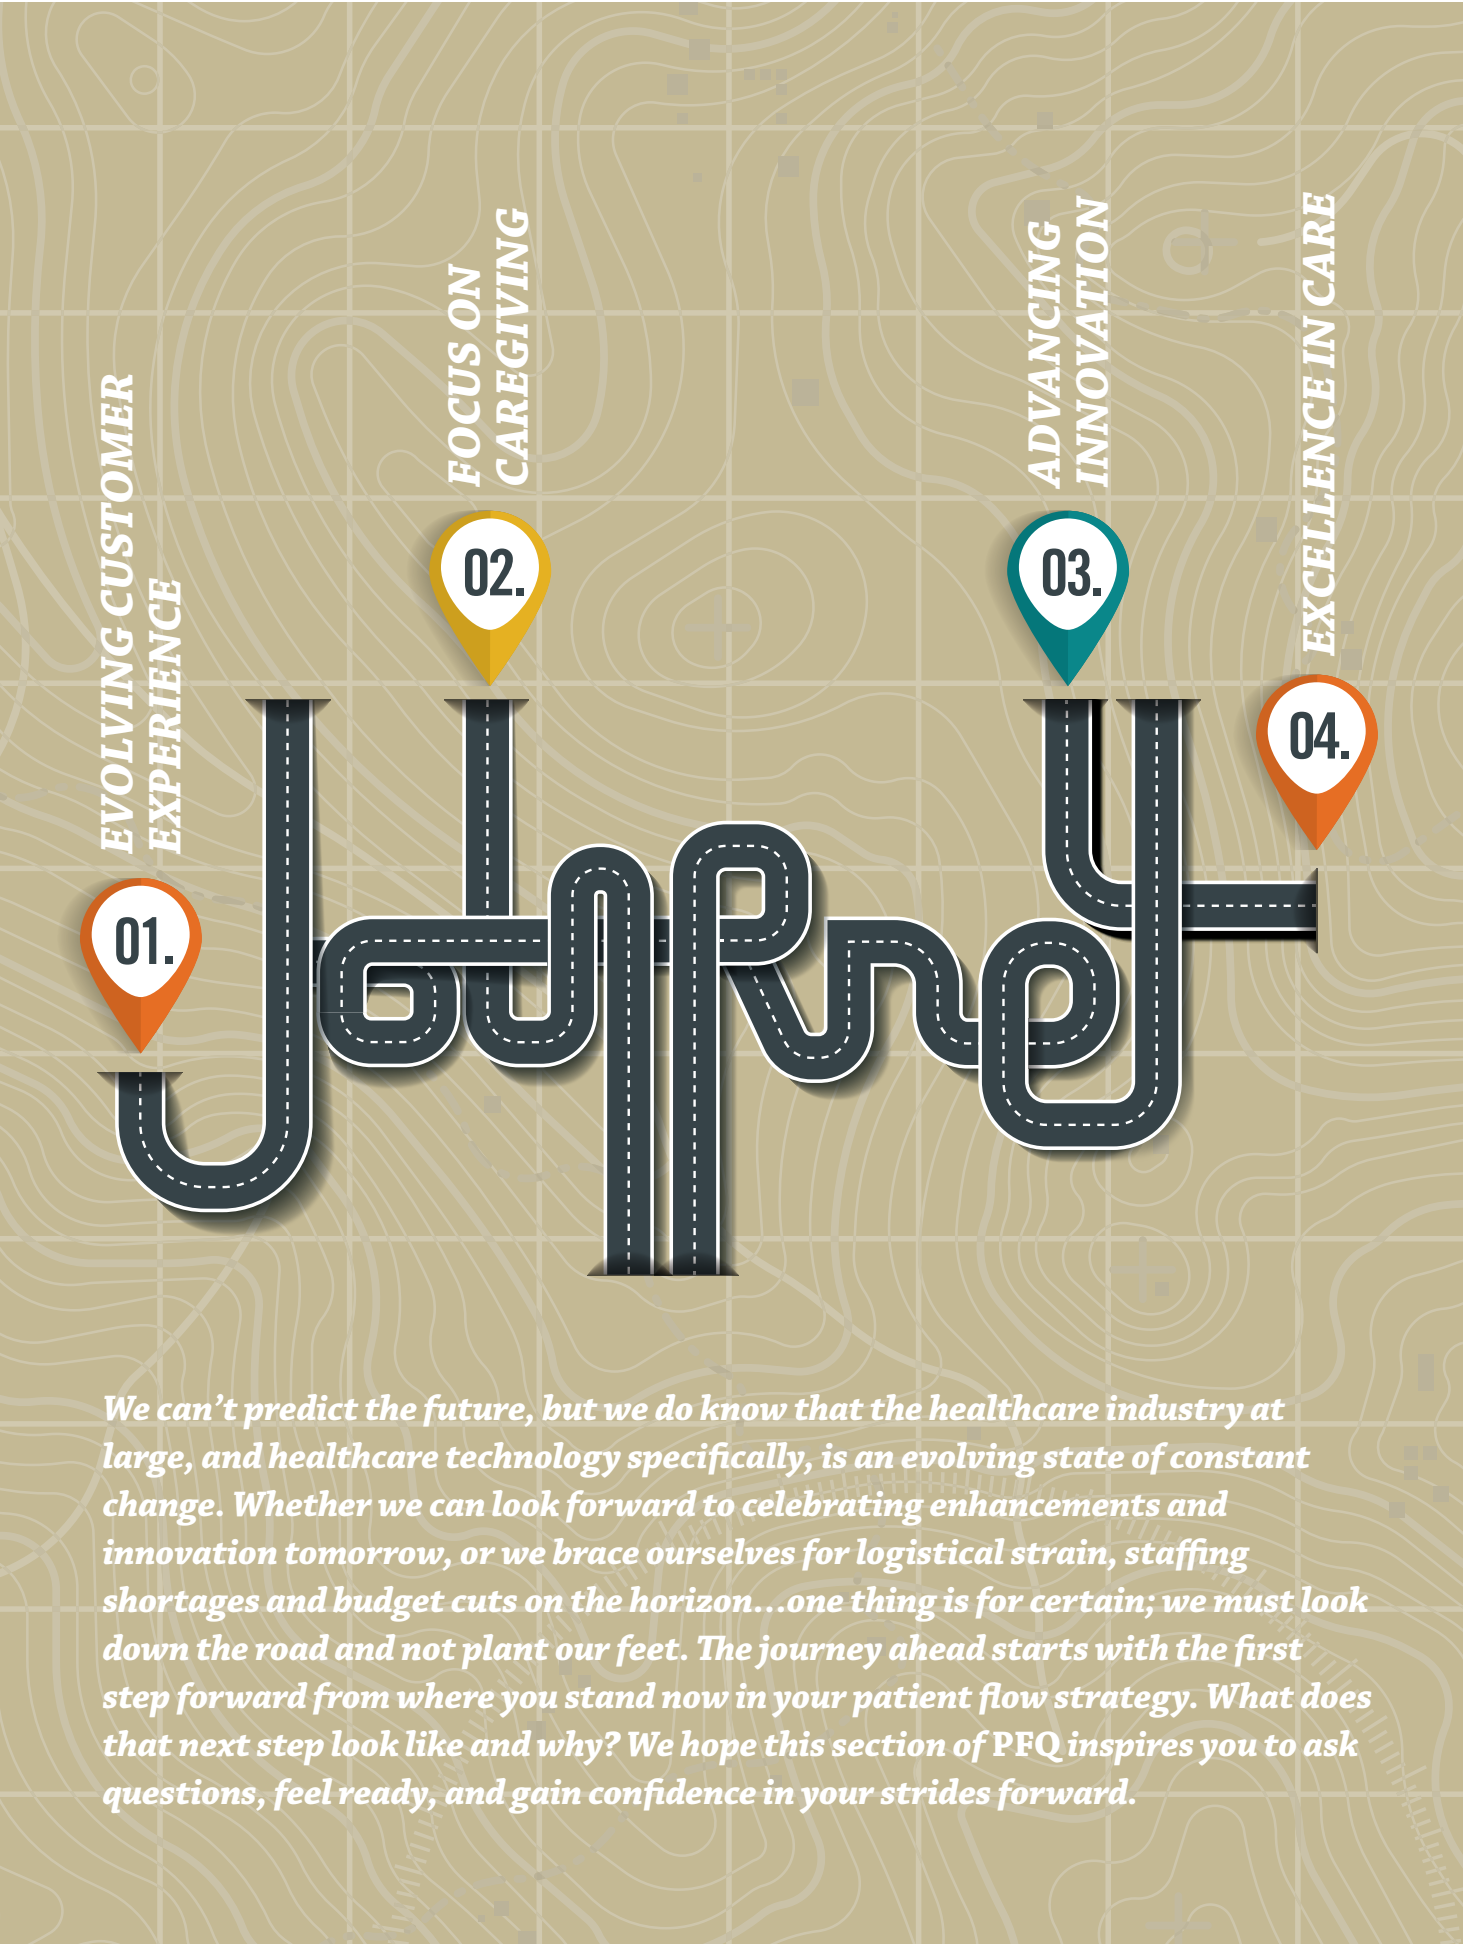 EVOLVING CUSTOMER
EXPERIENCE
01.
FOCUS ON
CAREGIVING
02.
ADVANCING
INNOVATION
03.
EXCELLENCE IN CARE
04.
Journey
We can’t predict the future, but we do know that the healthcare industry at
large, and healthcare technology specifically, is an evolving state of constant
change. Whether we can look forward to celebrating enhancements and
innovation tomorrow, or we brace ourselves for logistical strain, staffing
shortages and budget cuts on the horizon…one thing is for certain; we must look
down the road and not plant our feet. The journey ahead starts with the first
step forward from where you stand now in your patient flow strategy. What does
that next step look like and why? We hope this section of PFQ inspires you to ask
questions, feel ready, and gain confidence in your strides forward.